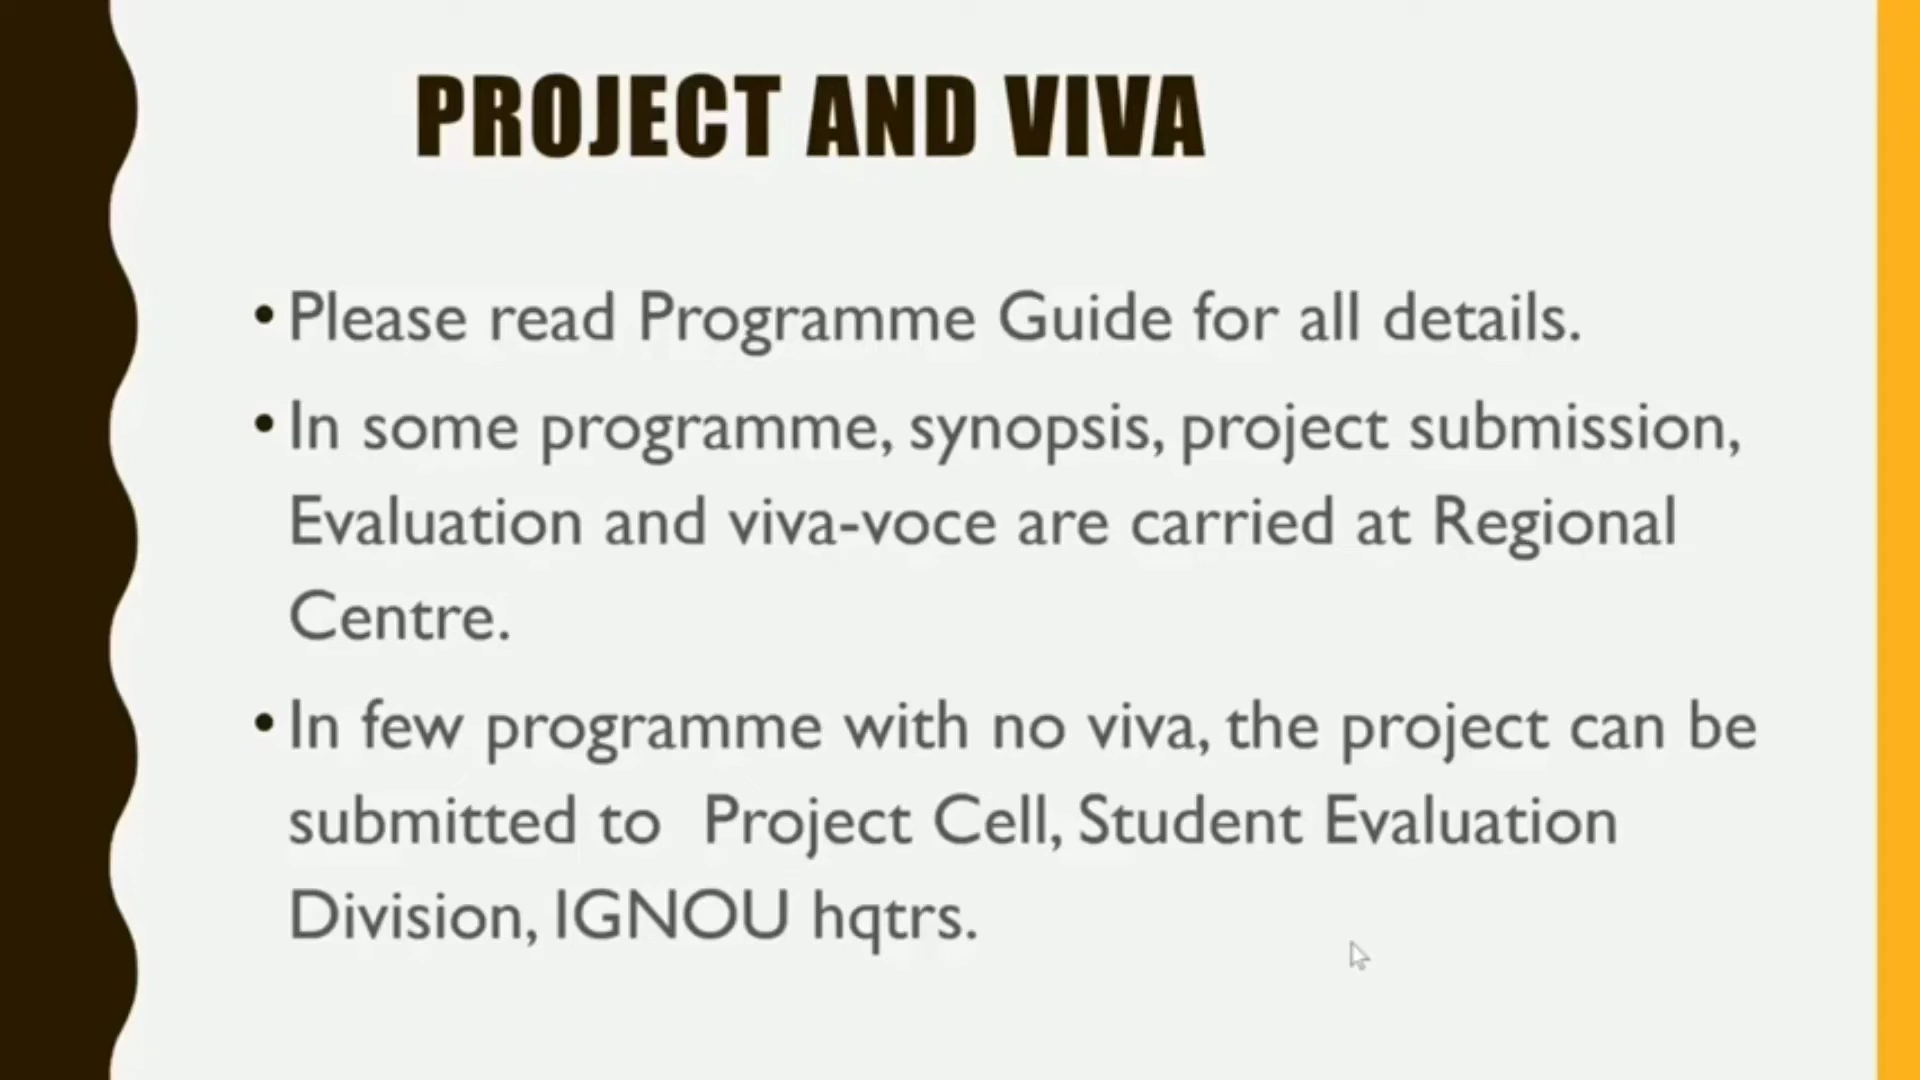 PROJECT AND VIVA
• Please read Programme Guide for all details.
• In some programme, synopsis, project submission,
Evaluation and viva-voce are carried at Regional
Centre.
• In few programme with no viva, the project can be
submitted to  Project Cell, Student Evaluation
Division, IGNOU hqtrs.